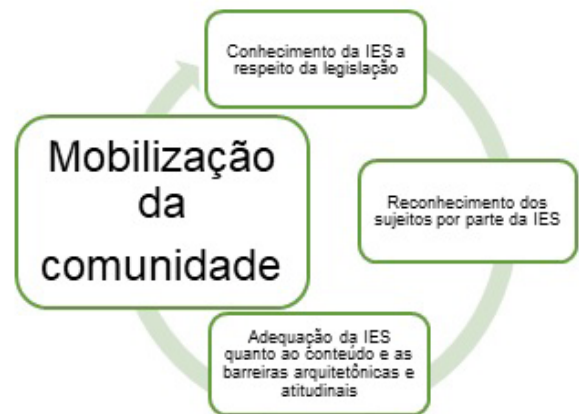 Conhecimento da IES a
respeito da legislação
Reconhecimento dos
sujeitos por parte da IES
Adequação da IES
quanto ao conteúdo e as
barreiras arquitetônicas e
atitudinais
Mobilização
da
comunidade